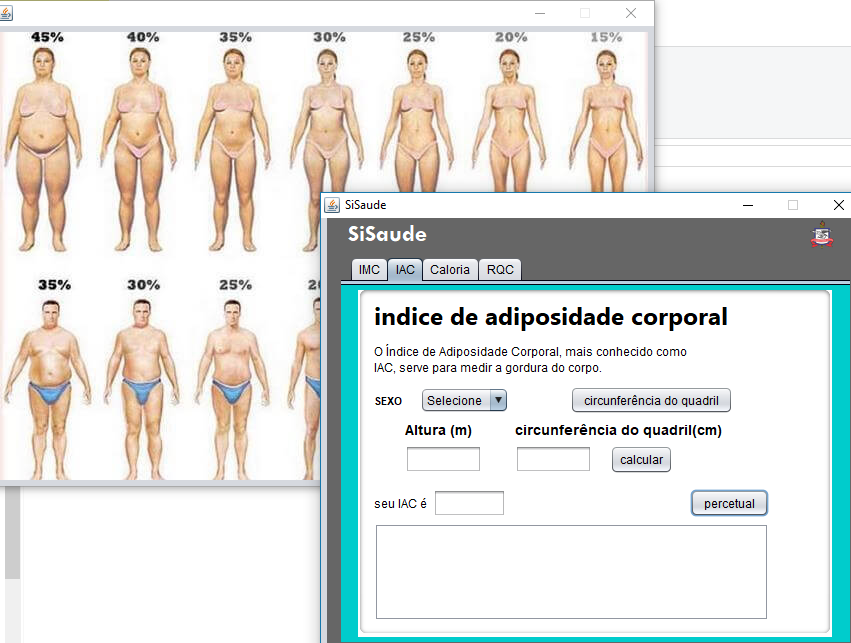 45% 40% 35% 30% 25% 20% 15%
35% 30% 25%
SiSaude
SiSaude
IMC IAC Caloria RQC
indice de adiposidade corporal
O Índice de Adiposidade Corporal, mais conhecido como
IAC, serve para medir a gordura do corpo.
SEXO Selecione circunferência do quadril
Altura (m) circunferência do quadril(cm)
calcular
seu IAC é percetual